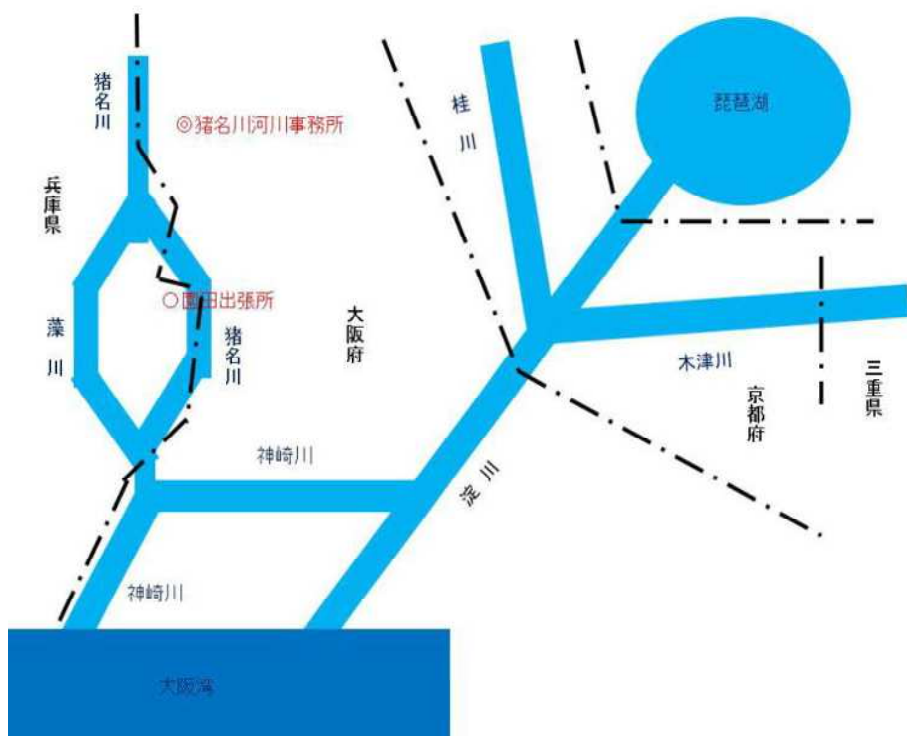 猪名川
◎猪名川河川事務所
桂川
琵琶湖
兵庫県
○園田出張所
藻川
猪名川
大阪府
木津川
京都府
三重県
神崎川
淀川
神崎川
大阪湾